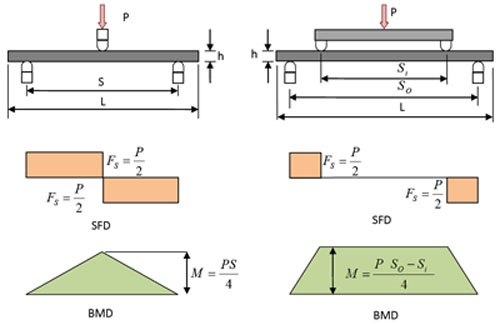 P
h
S
L
F_S = P/2
F_S = P/2
SFD
M = PS/4
BMD
P
h
S_i
S_O
L
F_S = P/2
F_S = P/2
SFD
M = P S_O − S_i/4
BMD